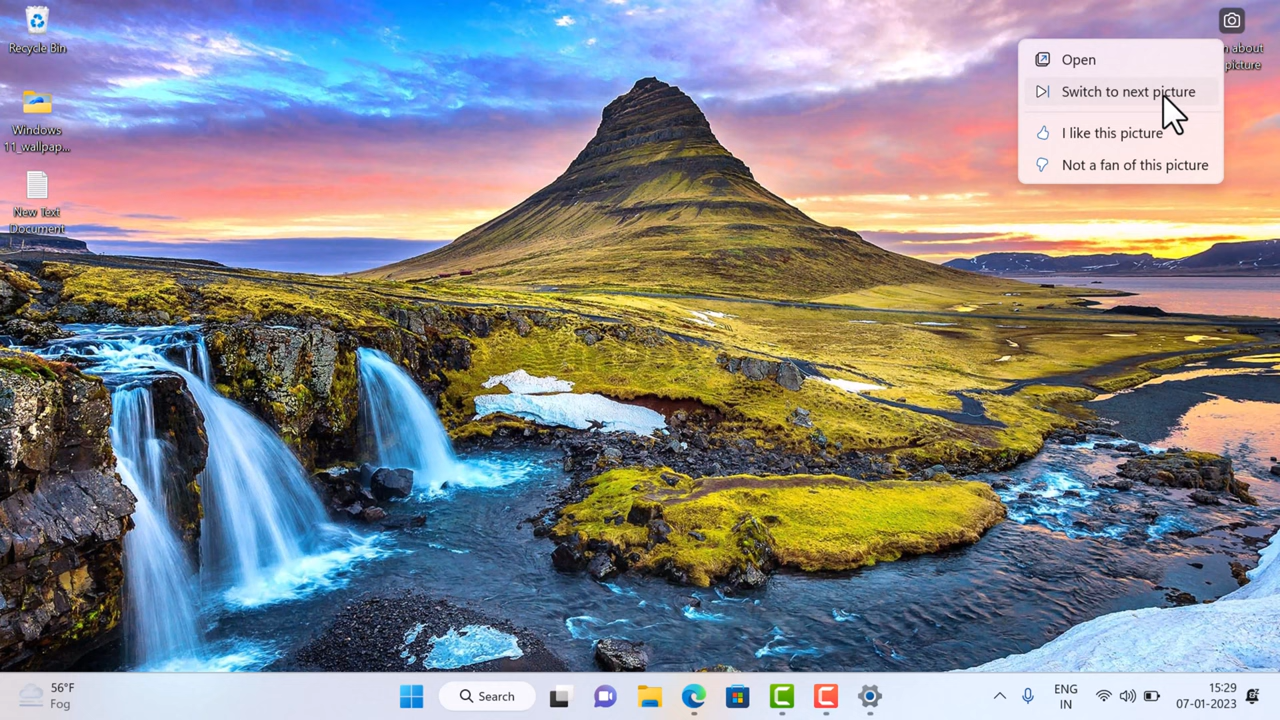 Recycle Bin
Windows
11_wallpap...
New Text
Document
about
picture
Open
Switch to next picture
I like this picture
Not a fan of this picture
56°F
Fog
Search
ENG
IN
15:29
07-01-2023